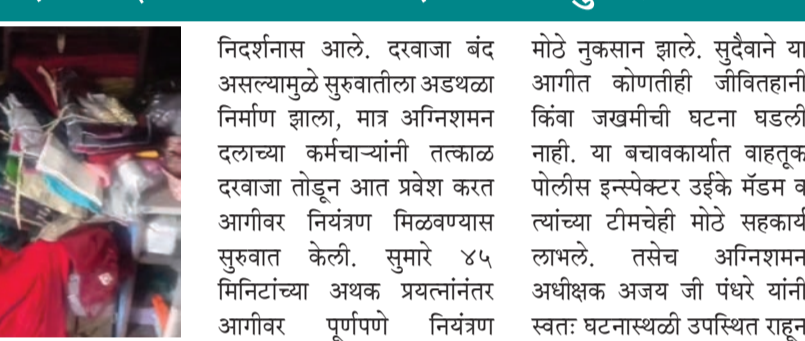 निदर्शनास आले. दरवाजा बंद
असल्यामुळे सुरुवातीला अडथळा
निर्माण झाला, मात्र अग्निशमन
दलाच्या कर्मचाऱ्यांनी तत्काळ
दरवाजा तोडून आत प्रवेश करत
आगीवर नियंत्रण मिळवण्यास
सुरुवात केली. सुमारे ४५
मिनिटांच्या अथक प्रयत्नांनंतर
आगीवर पूर्णपणे नियंत्रण
मोठे नुकसान झाले. सुदैवाने या
आगीत कोणतीही जीवितहानी
किंवा जखमीची घटना घडली
नाही. या बचावकार्यात वाहतूक
पोलीस इन्स्पेक्टर उईके मॅडम व
त्यांच्या टीमचेही मोठे सहकार्य
लाभले. तसेच अग्निशमन
अधीक्षक अजय जी पंधरे यांनी
स्वतः घटनास्थळी उपस्थित राहून